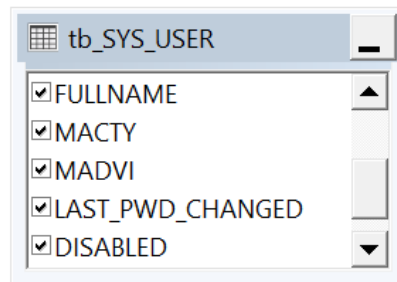 tb_SYS_USER
FULLNAME
MACTY
MADVI
LAST_PWD_CHANGED
DISABLED